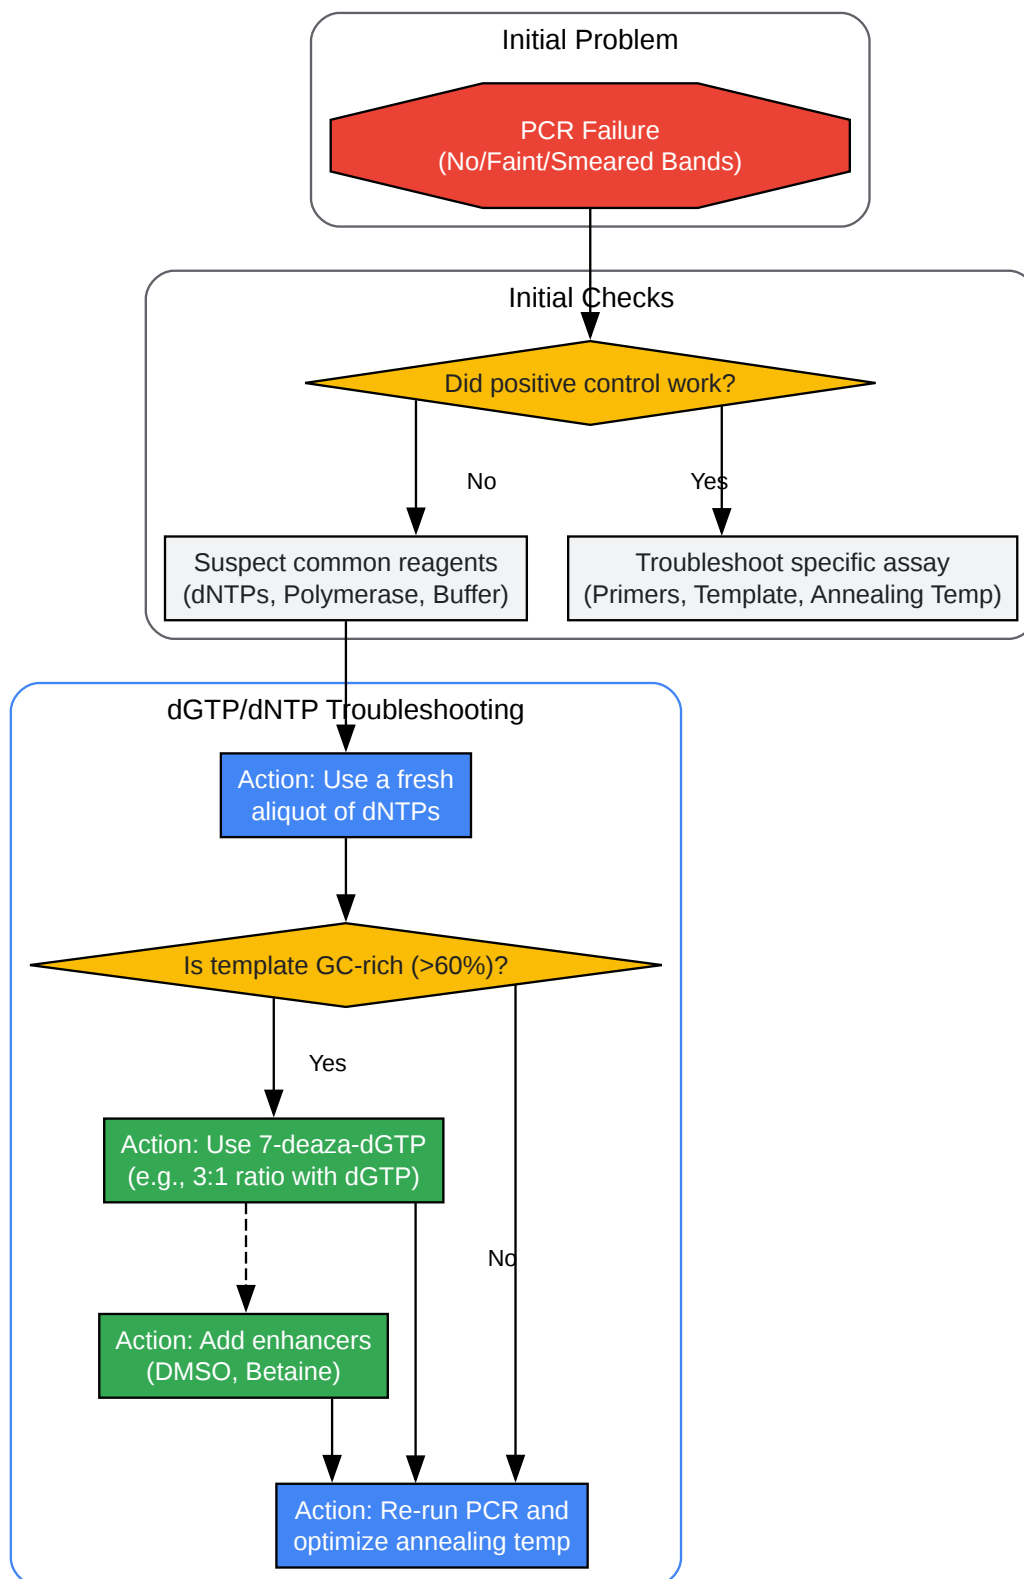 Initial Problem
PCR Failure
(No/Faint/Smeared Bands)
Initial Checks
Did positive control work?
No
Yes
Suspect common reagents
(dNTPs, Polymerase, Buffer)
Troubleshoot specific assay
(Primers, Template, Annealing Temp)
dGTP/dNTP Troubleshooting
Action: Use a fresh
aliquot of dNTPs
Is template GC-rich (>60%)?
Yes
Action: Use 7-deaza-dGTP
(e.g., 3:1 ratio with dGTP)
No
Action: Add enhancers
(DMSO, Betaine)
Action: Re-run PCR and
optimize annealing temp